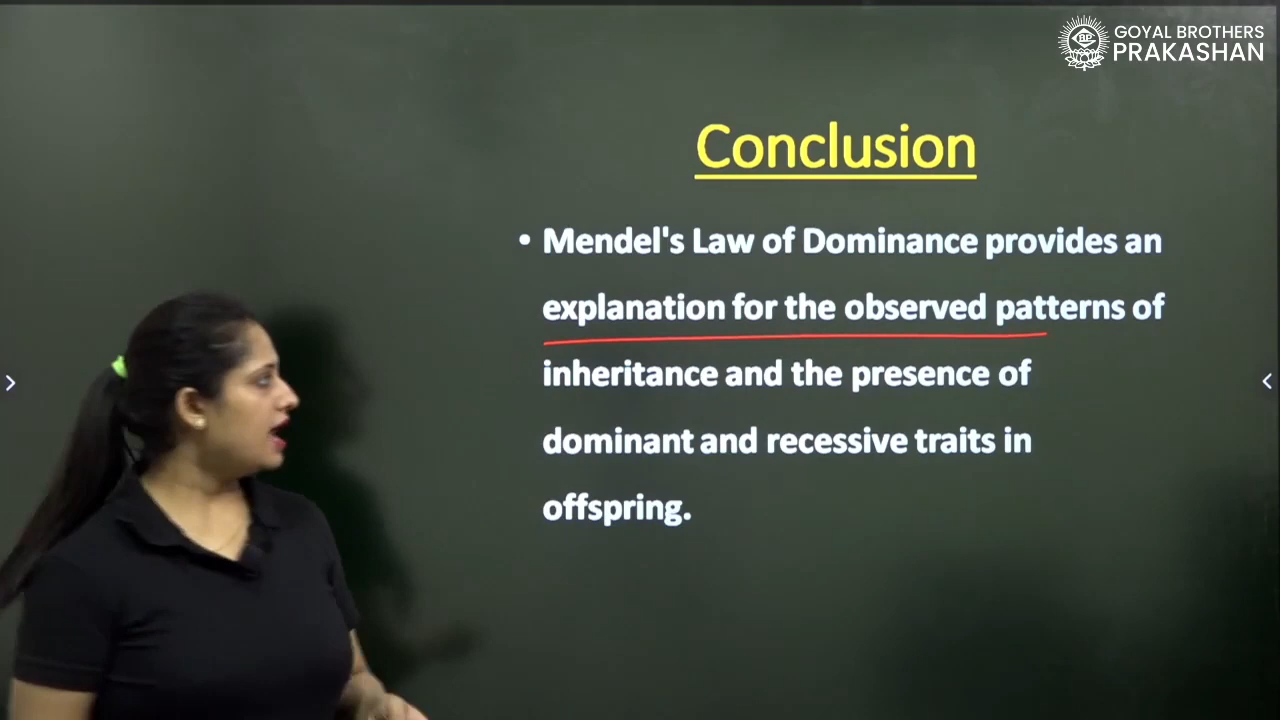 GOYAL BROTHERS
PRAKASHAN
Conclusion
• Mendel's Law of Dominance provides an
explanation for the observed patterns of
inheritance and the presence of
dominant and recessive traits in
offspring.